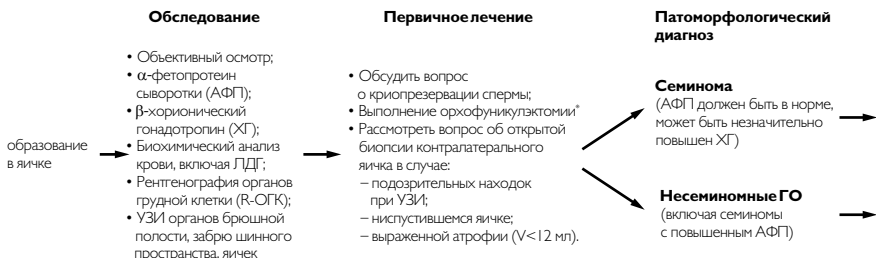 Обследование
Первичное лечение
Патоморфологический
диагноз
образование
в яичке
• Объективный осмотр;
• α-фетопротеин
сыворотки (АФП);
• β-хорионический
гонадотропин (ХГ);
• Биохимический анализ
крови, включая ЛДГ;
• Рентгенография органов
грудной клетки (R-ОГК);
• УЗИ органов брюшной
полости, забрю шинного
пространства, яичек
• Обсудить вопрос
о криопрезервации спермы;
• Выполнение орхофуникулэктомии*
• Рассмотреть вопрос об открытой
биопсии контралатерального
яичка в случае:
– подозрительных находок
при УЗИ;
– ниспустившемся яичке;
– выраженной атрофии (V<12 мл).
Семинома
(АФП должен быть в норме,
может быть незначительно
повышен ХГ)
Несеминомные ГО
(включая семиномы
с повышенным АФП)